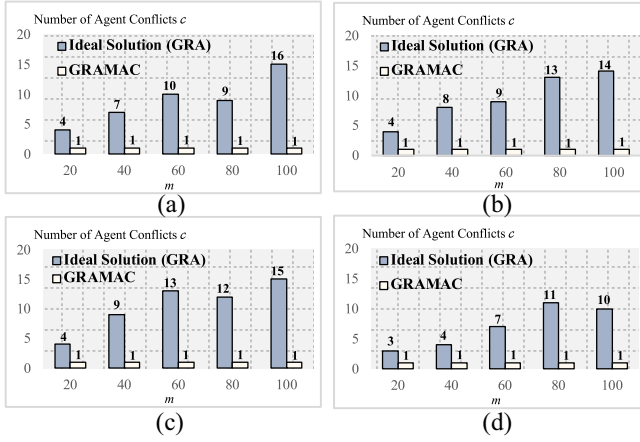 Number of Agent Conflicts c
20
15
10
5
0
Ideal Solution (GRA)
GRAMAC
4 1 7 1 10 1 9 1 16 1
20 40 60 80 100
m
(a)
Number of Agent Conflicts c
20
15
10
5
0
Ideal Solution (GRA)
GRAMAC
4 1 8 1 9 1 13 1 14 1
20 40 60 80 100
m
(b)
Number of Agent Conflicts c
20
15
10
5
0
Ideal Solution (GRA)
GRAMAC
4 1 9 1 13 1 12 1 15 1
20 40 60 80 100
m
(c)
Number of Agent Conflicts c
20
15
10
5
0
Ideal Solution (GRA)
GRAMAC
3 1 4 1 7 1 11 1 10 1
20 40 60 80 100
m
(d)